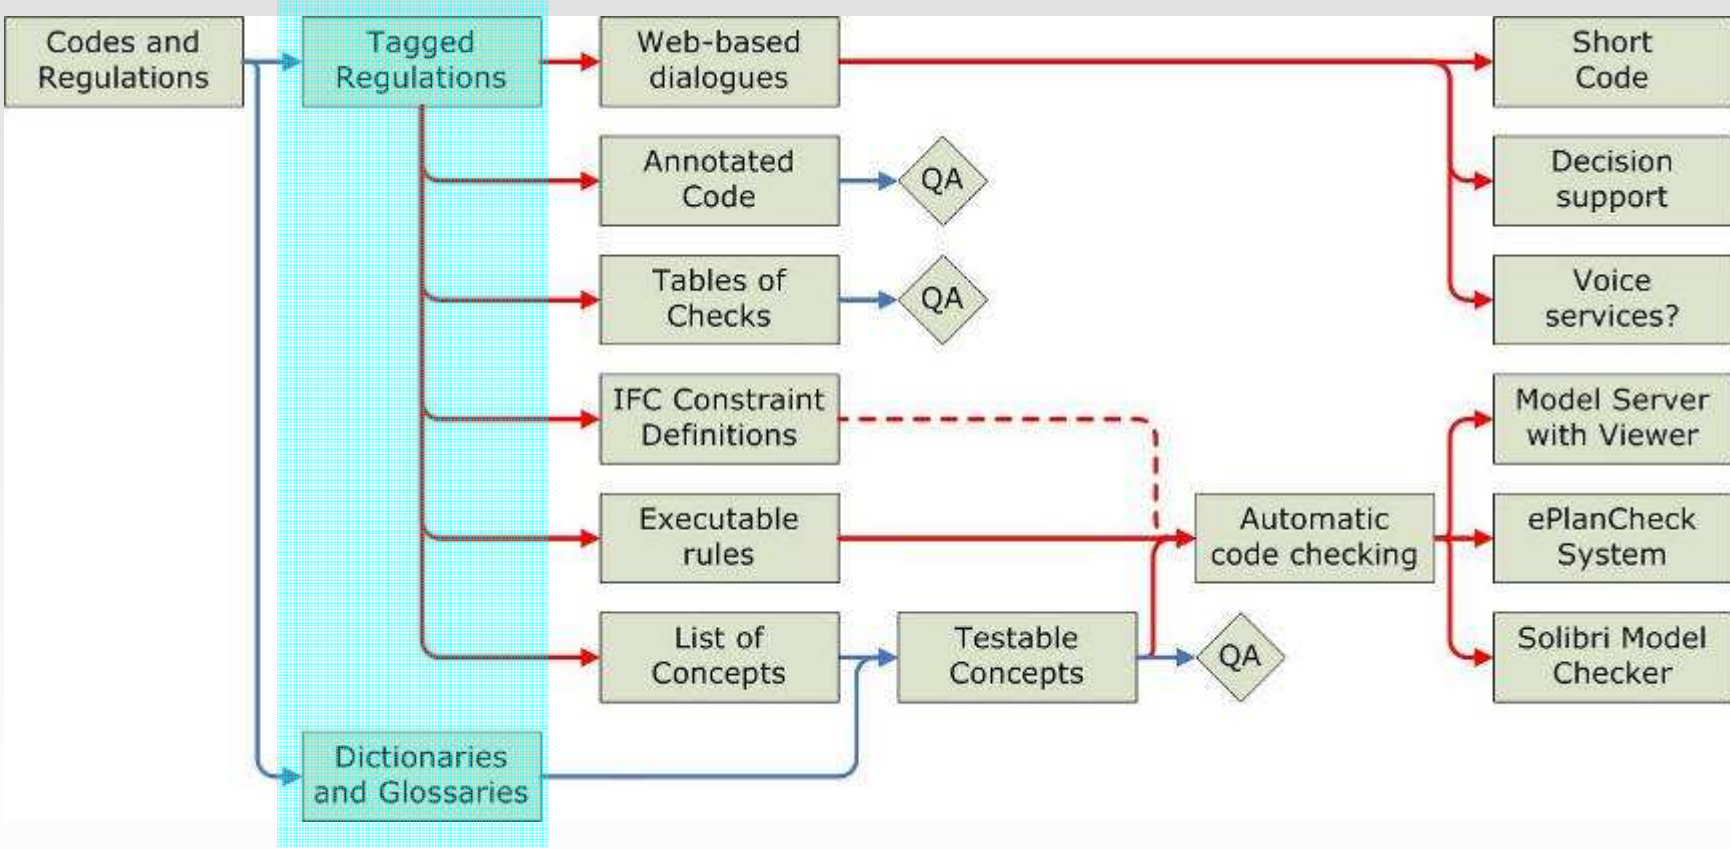 Codes and
Regulations
Tagged
Regulations
Web-based
dialogues
Short
Code
Annotated
Code
QA
Decision
support
Tables of
Checks
QA
Voice
services?
IFC Constraint
Definitions
Model Server
with Viewer
Executable
rules
Automatic
code checking
ePlanCheck
System
List of
Concepts
Testable
Concepts
QA
Solibri Model
Checker
Dictionaries
and Glossaries